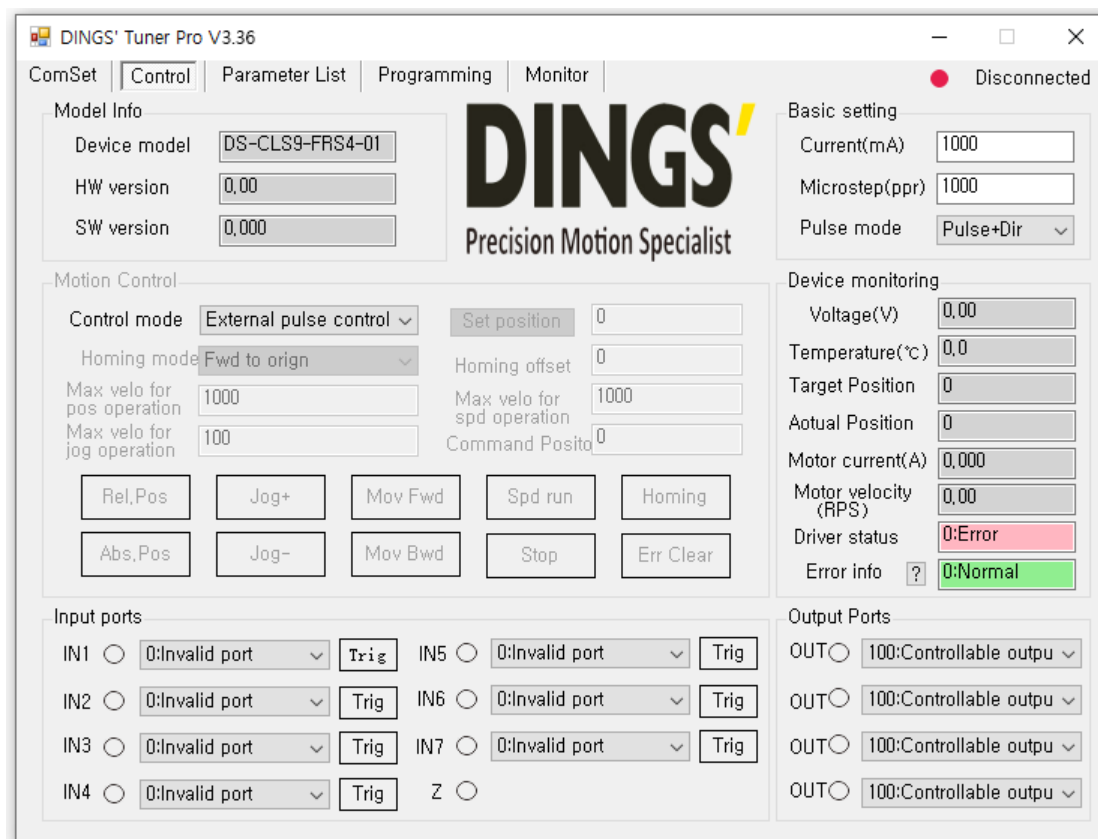 DINGS' Tuner Pro V3.36
ComSet Control Parameter List Programming Monitor Disconnected
Model Info
Device model DS-CLS9-FRS4-01
HW version 0,00
SW version 0,000
DINGS'
Precision Motion Specialist
Basic setting
Current(mA) 1000
Microstep(ppr) 1000
Pulse mode Pulse+Dir
Motion Control
Control mode External pulse control Set position 0
Homing mode Fwd to orign Homing offset 0
Max velo for
pos operation 1000
Max velo for
spd operation 1000
Max velo for
jog operation 100
Command Posito 0
Rel,Pos Jog+ Mov Fwd Spd run Homing
Abs,Pos Jog- Mov Bwd Stop Err Clear
Device monitoring
Voltage(V) 0,00
Temperature(℃) 0,0
Target Position 0
Aotual Position 0
Motor current(A) 0,000
Motor velocity
(RPS) 0,00
Driver status 0:Error
Error info ? 0:Normal
Input ports
IN1 0:Invalid port Trig IN5 0:Invalid port Trig
IN2 0:Invalid port Trig IN6 0:Invalid port Trig
IN3 0:Invalid port Trig IN7 0:Invalid port Trig
IN4 0:Invalid port Trig Z
Output Ports
OUT 100:Controllable outpu
OUT 100:Controllable outpu
OUT 100:Controllable outpu
OUT 100:Controllable outpu